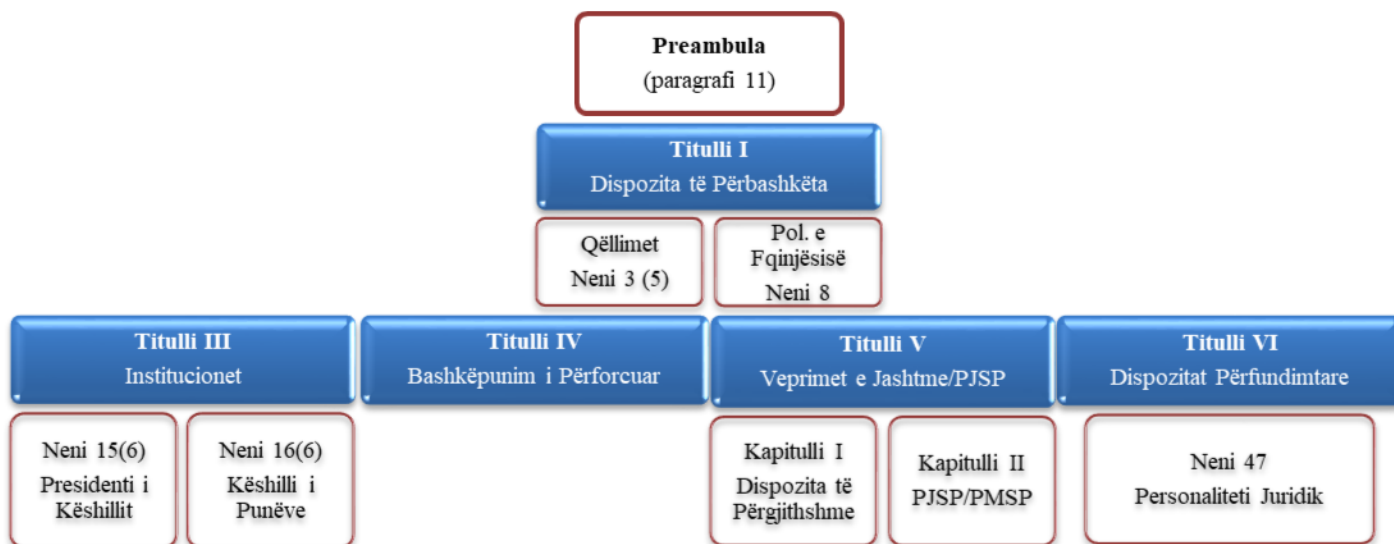 Preambula
(paragrafi 11)
Titulli I
Dispozita të Përbashkëta
Qëllimet
Neni 3 (5)
Pol. e
Fqinjësisë
Neni 8
Titulli III
Institucionet
Titulli IV
Bashkëpunim i Përforcuar
Titulli V
Veprimet e Jashtme/PJSP
Titulli VI
Dispozitat Përfundimtare
Neni 15(6)
Presidenti i
Këshillit
Neni 16(6)
Këshilli i
Punëve
Kapitulli I
Dispozita të
Përgjithshme
Kapitulli II
PJSP/PMSP
Neni 47
Personaliteti Juridik